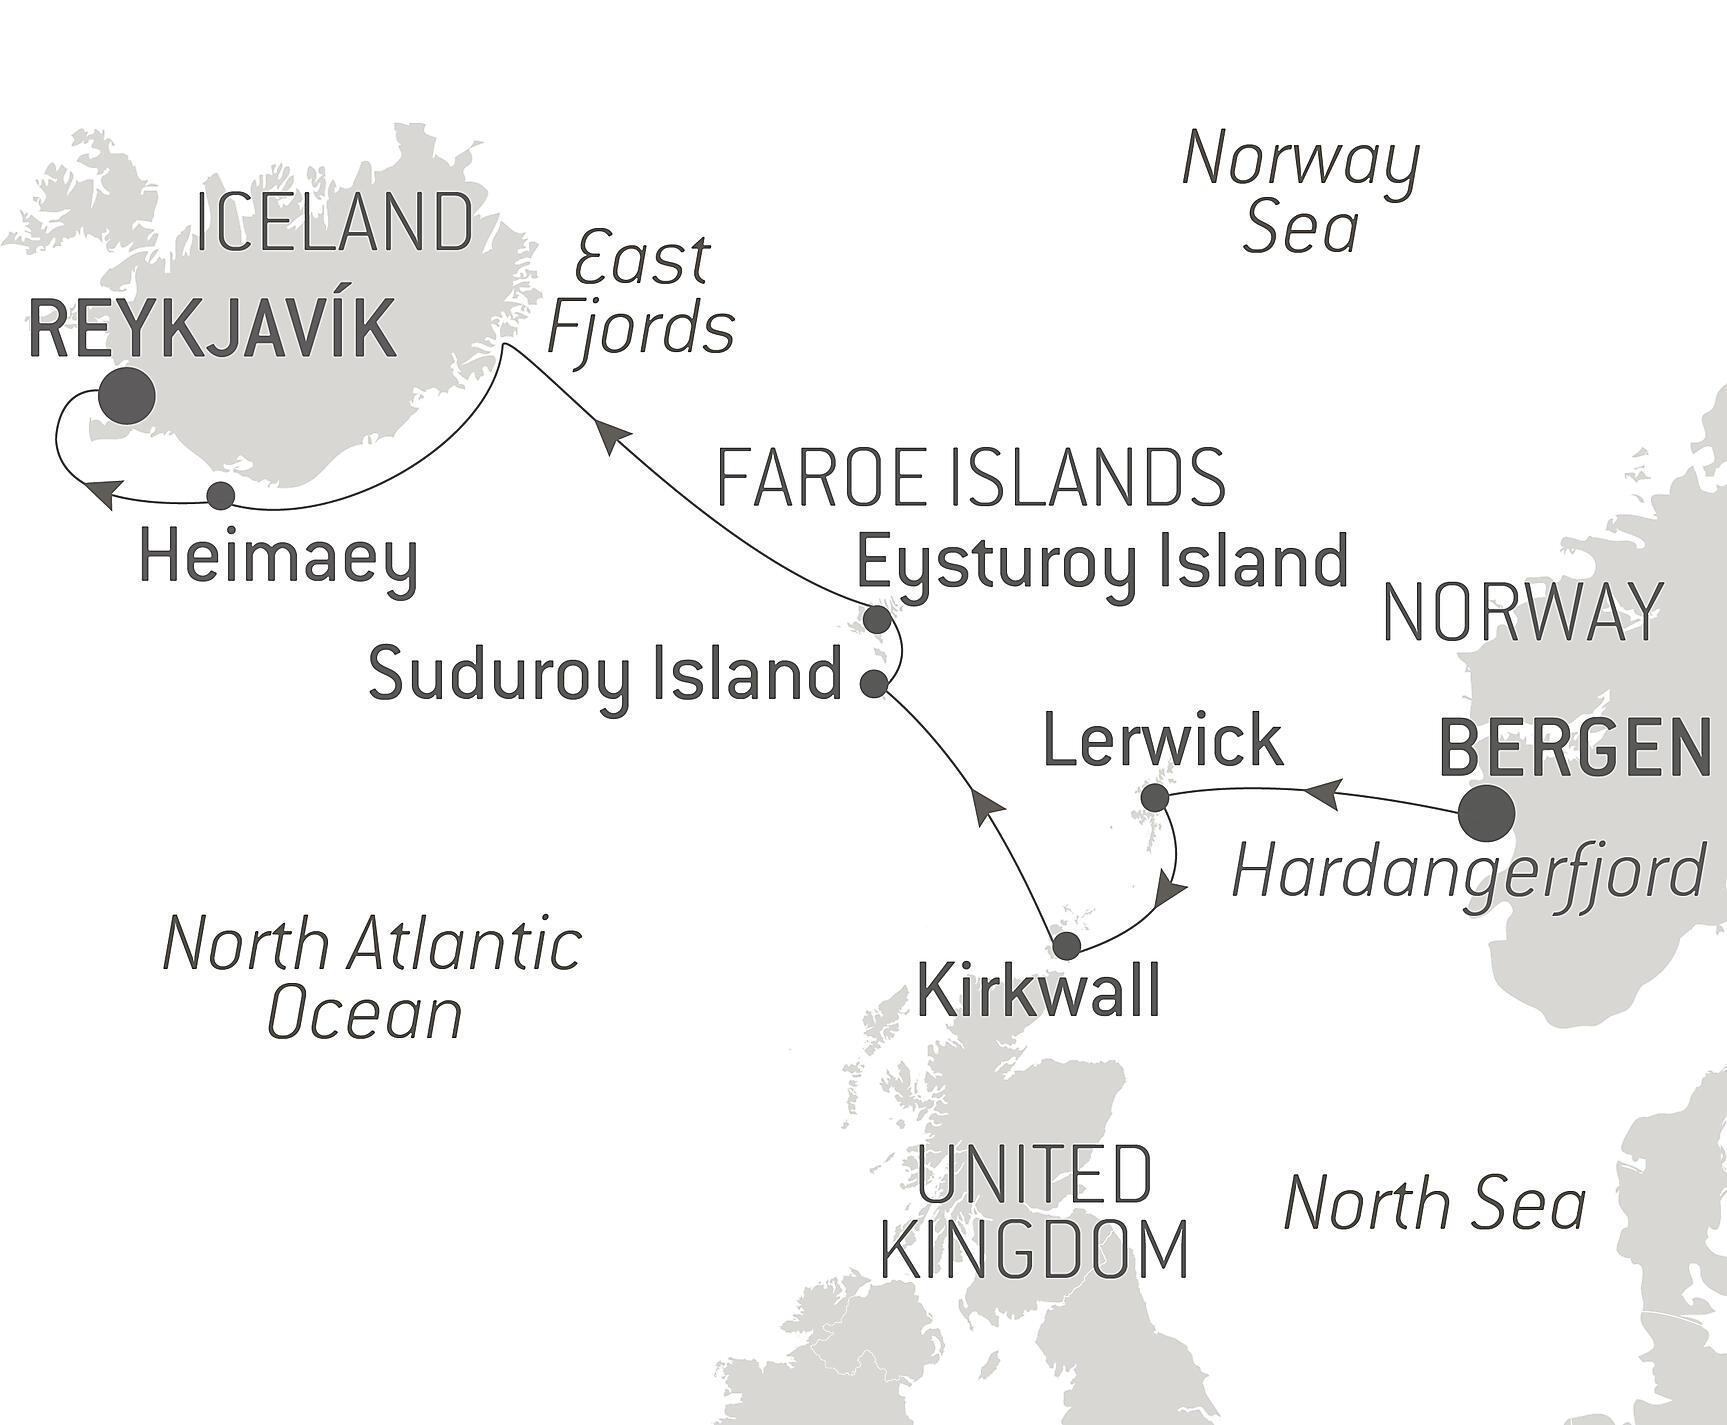 Norway
Sea
ICELAND
East
Fjords
REYKJAVÍK
FAROE ISLANDS
Eysturoy Island
Heimaey
NORWAY
Suduroy Island
Lerwick
BERGEN
Hardangerfjord
North Atlantic
Ocean
Kirkwall
UNITED
KINGDOM
North Sea